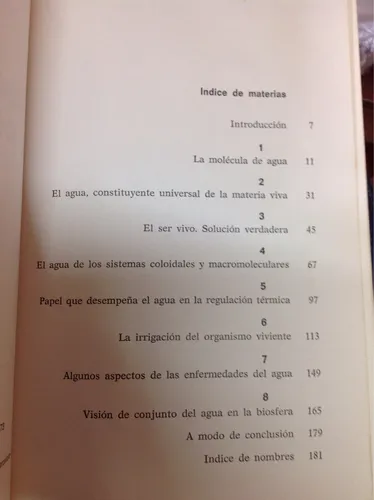 Indice de materias
Introducción 7
1
La molécula de agua 11
2
El agua, constituyente universal de la materia viva 31
3
El ser vivo. Solución verdadera 45
4
El agua de los sistemas coloidales y macromoleculares 67
5
Papel que desempeña el agua en la regulación térmica 97
6
La irrigación del organismo viviente 113
7
Algunos aspectos de las enfermedades del agua 149
8
Visión de conjunto del agua en la biosfera 165
A modo de conclusión 179
Indice de nombres 181